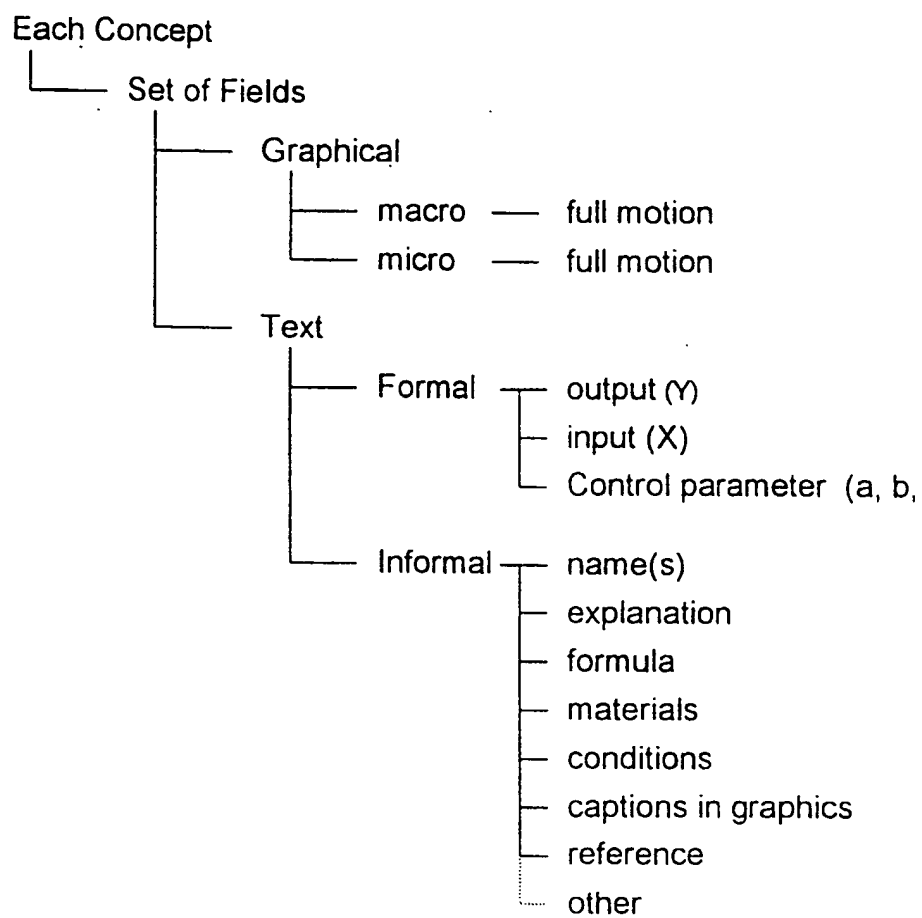 Each Concept
Set of Fields
Graphical
macro — full motion
micro — full motion
Text
Formal — output (Y)
input (X)
Control parameter (a, b,
Informal — name(s)
explanation
formula
materials
conditions
captions in graphics
reference
other